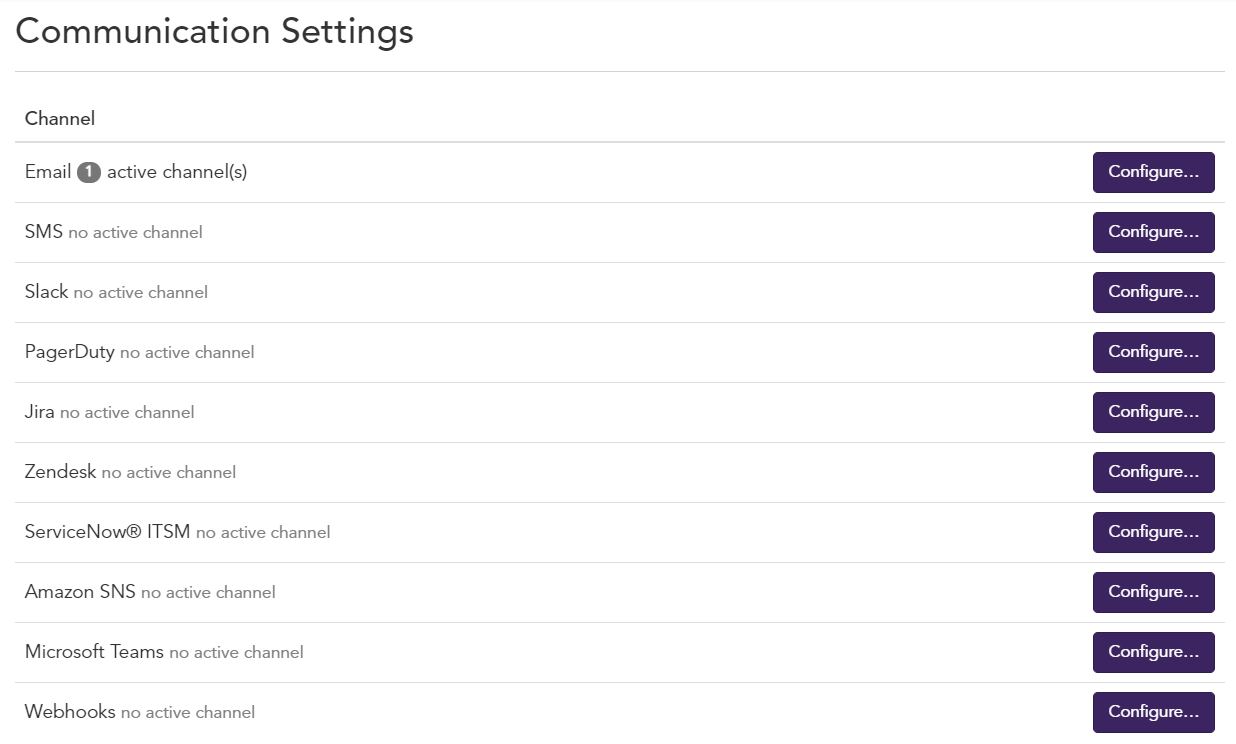 Communication Settings
Channel
Email 1 active channel(s) Configure...
SMS no active channel Configure...
Slack no active channel Configure...
PagerDuty no active channel Configure...
Jira no active channel Configure...
Zendesk no active channel Configure...
ServiceNow® ITSM no active channel Configure...
Amazon SNS no active channel Configure...
Microsoft Teams no active channel Configure...
Webhooks no active channel Configure...